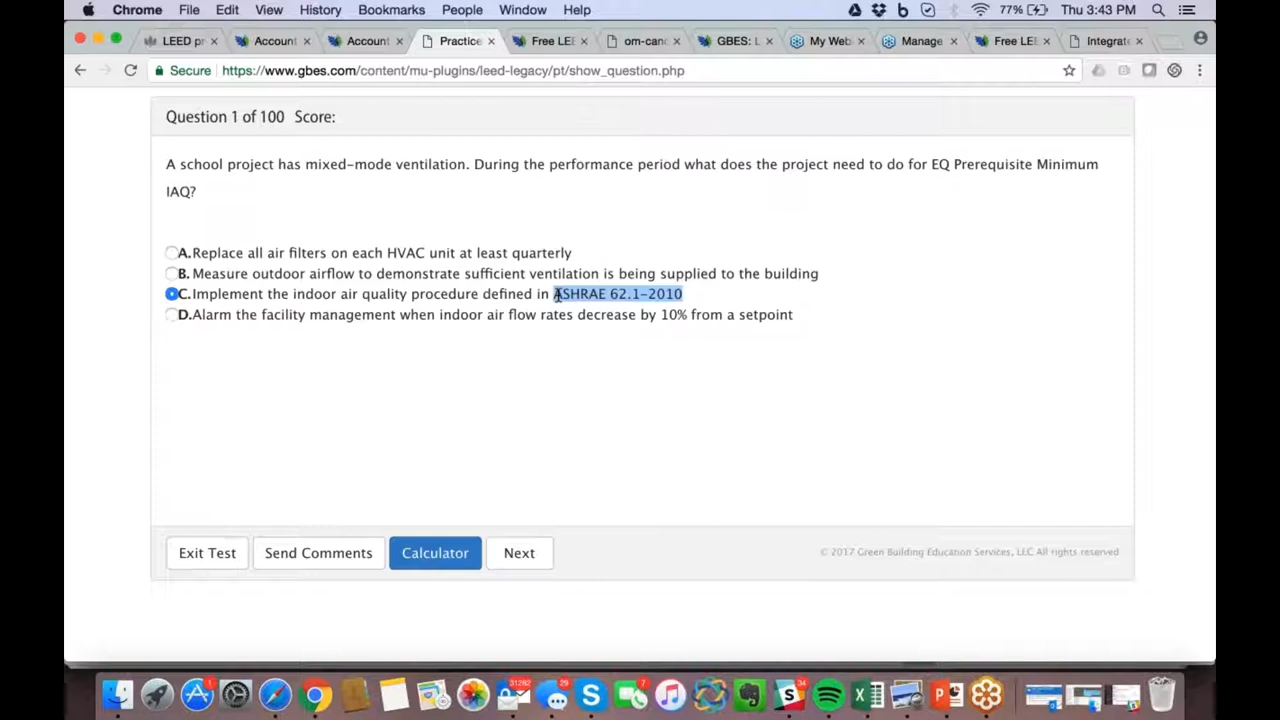 Chrome File Edit View History Bookmarks People Window Help
77% Thu 3:43 PM
LEED pr
Account
Account
Practice
Free LEE
om-canc
GBES: L
My Web
Manage
Free LEE
Integrate
Secure https://www.gbes.com/content/mu-plugins/leed-legacy/pt/show_question.php
Question 1 of 100 Score:
A school project has mixed-mode ventilation. During the performance period what does the project need to do for EQ Prerequisite Minimum
IAQ?
A. Replace all air filters on each HVAC unit at least quarterly
B. Measure outdoor airflow to demonstrate sufficient ventilation is being supplied to the building
C. Implement the indoor air quality procedure defined in ASHRAE 62.1-2010
D. Alarm the facility management when indoor air flow rates decrease by 10% from a setpoint
Exit Test Send Comments Calculator Next
© 2017 Green Building Education Services, LLC All rights reserved